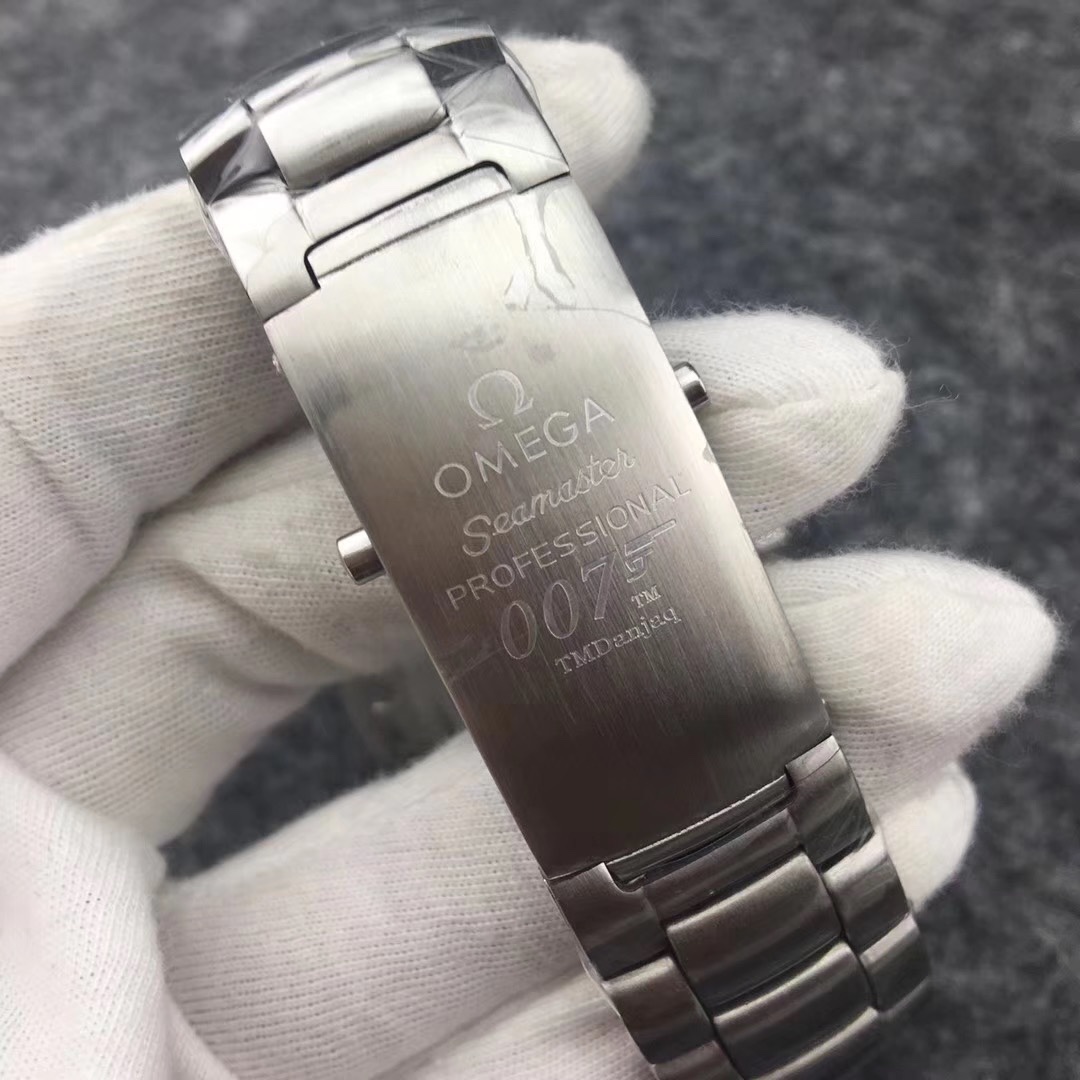 Ω
OMEGA
Seamaster
PROFESSIONAL
007 TM
TMDanjaq